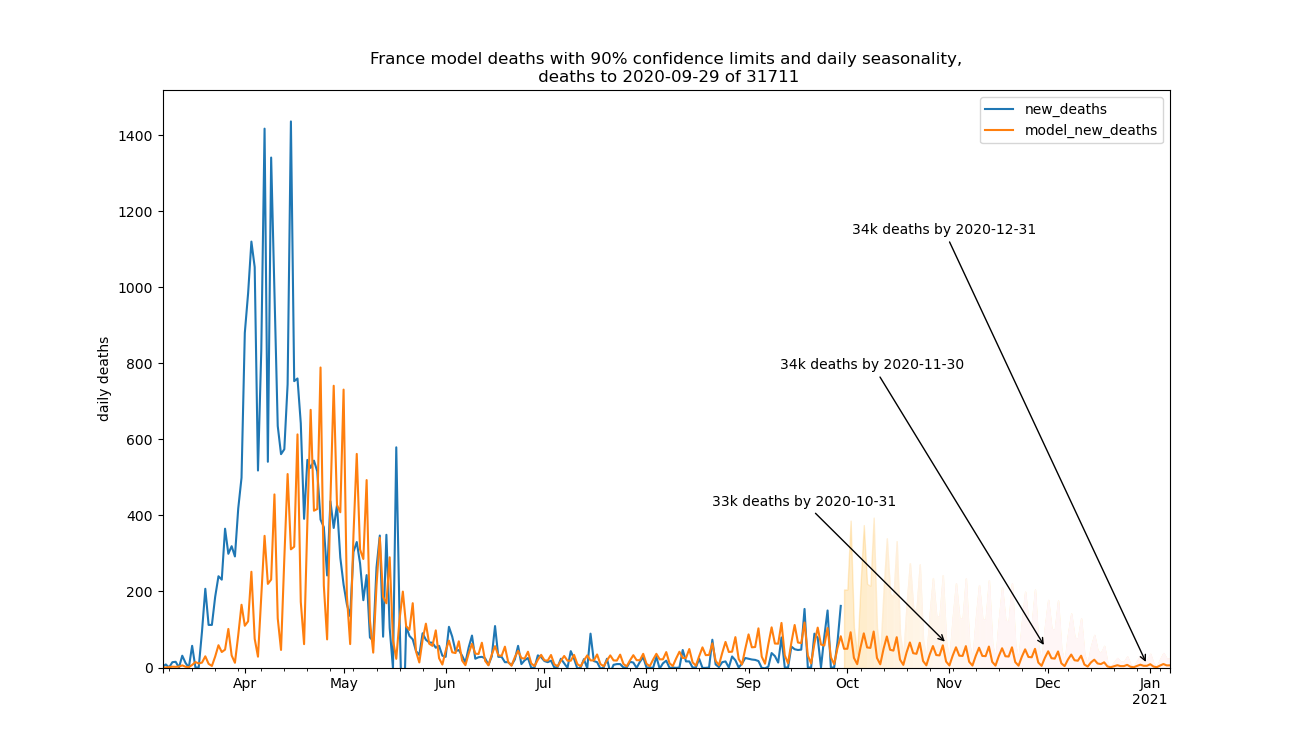 France model deaths with 90% confidence limits and daily seasonality,
deaths to 2020-09-29 of 31711
new_deaths
model_new_deaths
1400
1200
1000
800
600
400
200
0
daily deaths
34k deaths by 2020-12-31
34k deaths by 2020-11-30
33k deaths by 2020-10-31
Apr
May
Jun
Jul
Aug
Sep
Oct
Nov
Dec
Jan
2021